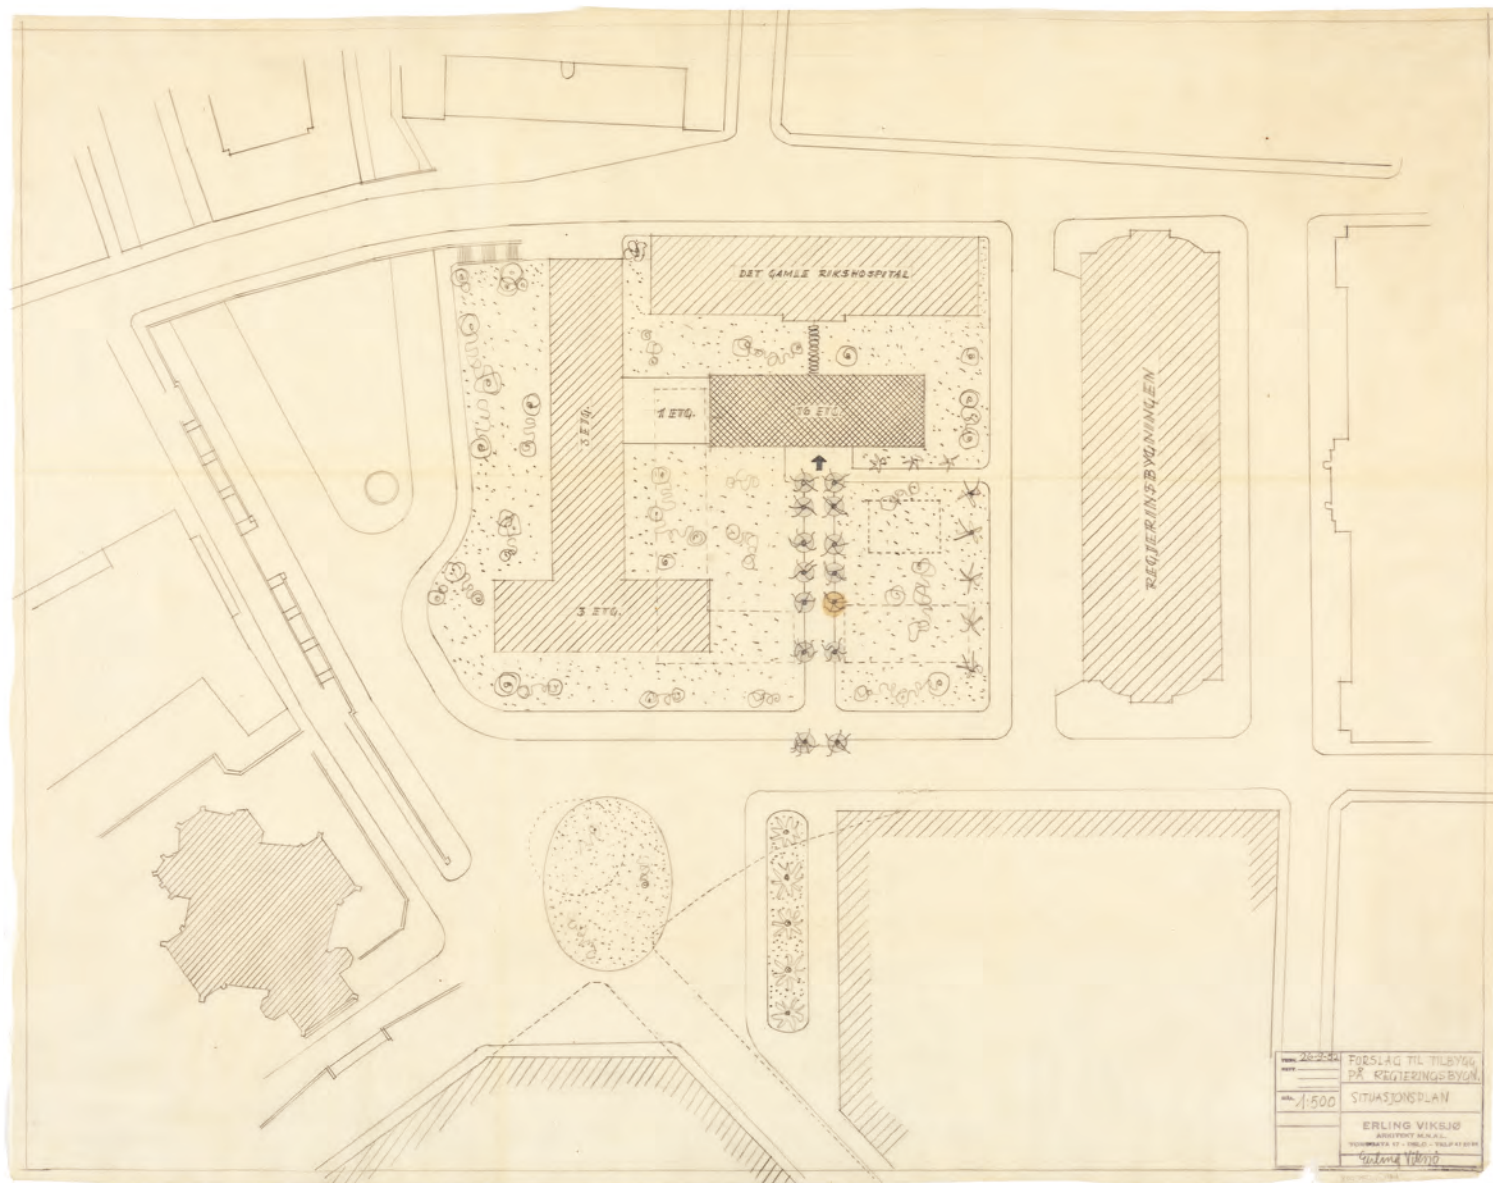 DET GAMLE RIKSHOSPITAL
3 ETG.
1 ETG.
16 ETG.
REGJERINSBYGNINGEN
3 ETG.
FORSLAG TIL TILBYGG
PÅ REGJERINGSBYGN.
1:500
SITUASJONSPLAN
ERLING VIKSJØ
ARKITEKT M.N.A.L.
Erling Viksjø